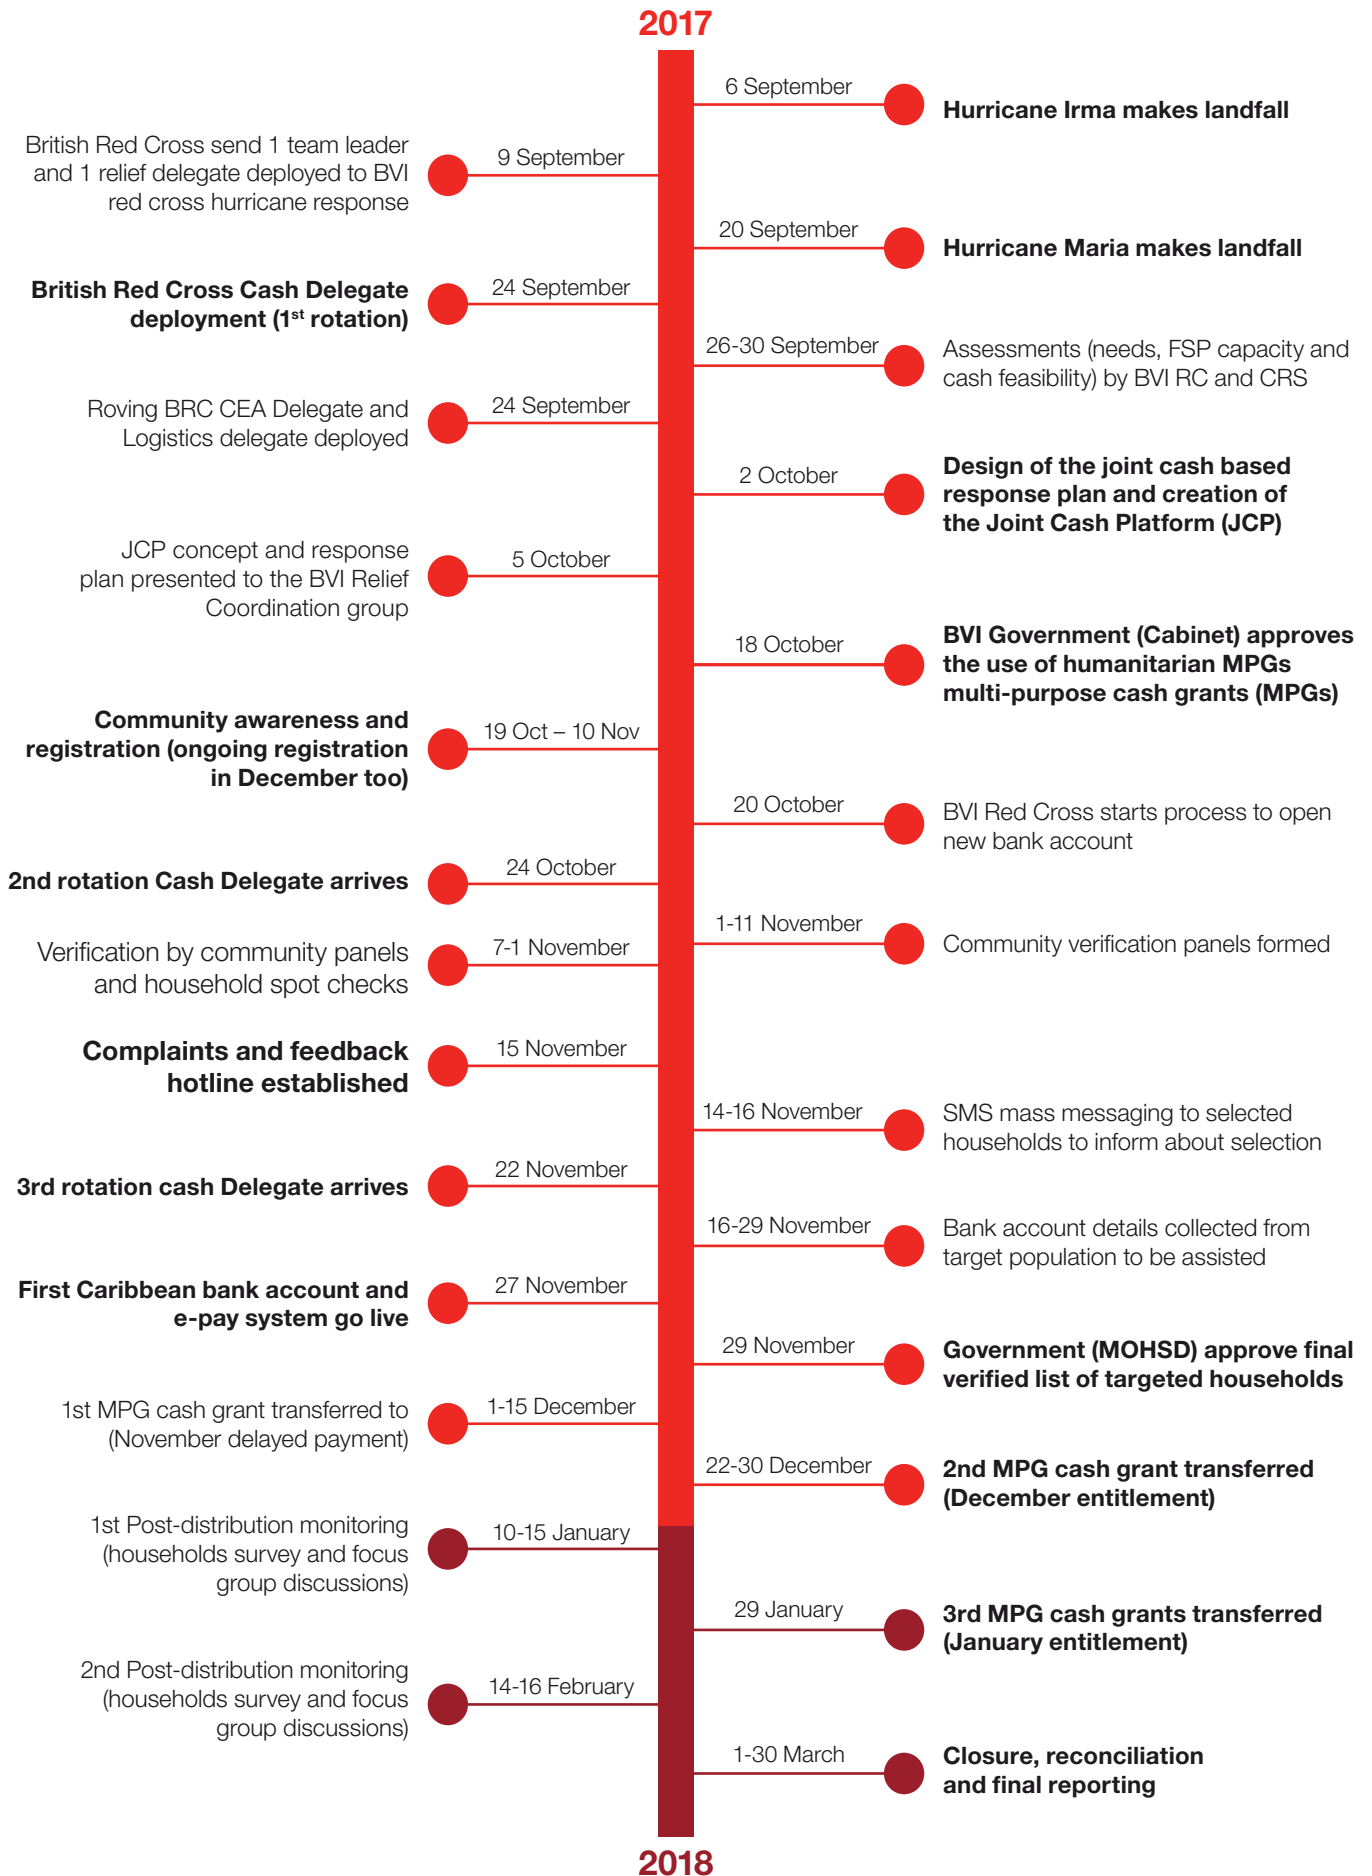 2017
6 September
Hurricane Irma makes landfall
British Red Cross send 1 team leader
and 1 relief delegate deployed to BVI
red cross hurricane response
9 September
20 September
Hurricane Maria makes landfall
British Red Cross Cash Delegate
deployment (1st rotation)
24 September
26-30 September
Assessments (needs, FSP capacity and
cash feasibility) by BVI RC and CRS
Roving BRC CEA Delegate and
Logistics delegate deployed
24 September
2 October
Design of the joint cash based
response plan and creation of
the Joint Cash Platform (JCP)
JCP concept and response
plan presented to the BVI Relief
Coordination group
5 October
18 October
BVI Government (Cabinet) approves
the use of humanitarian MPGs
multi-purpose cash grants (MPGs)
Community awareness and
registration (ongoing registration
in December too)
19 Oct – 10 Nov
20 October
BVI Red Cross starts process to open
new bank account
2nd rotation Cash Delegate arrives
24 October
1-11 November
Community verification panels formed
Verification by community panels
and household spot checks
7-1 November
Complaints and feedback
hotline established
15 November
14-16 November
SMS mass messaging to selected
households to inform about selection
3rd rotation cash Delegate arrives
22 November
16-29 November
Bank account details collected from
target population to be assisted
First Caribbean bank account and
e-pay system go live
27 November
29 November
Government (MOHSD) approve final
verified list of targeted households
1st MPG cash grant transferred to
(November delayed payment)
1-15 December
22-30 December
2nd MPG cash grant transferred
(December entitlement)
1st Post-distribution monitoring
(households survey and focus
group discussions)
10-15 January
29 January
3rd MPG cash grants transferred
(January entitlement)
2nd Post-distribution monitoring
(households survey and focus
group discussions)
14-16 February
1-30 March
Closure, reconciliation
and final reporting
2018